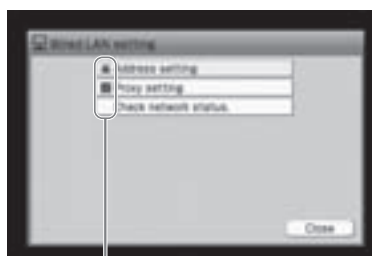 Wired LAN setting
Address setting
Proxy setting
Check network status.
Close